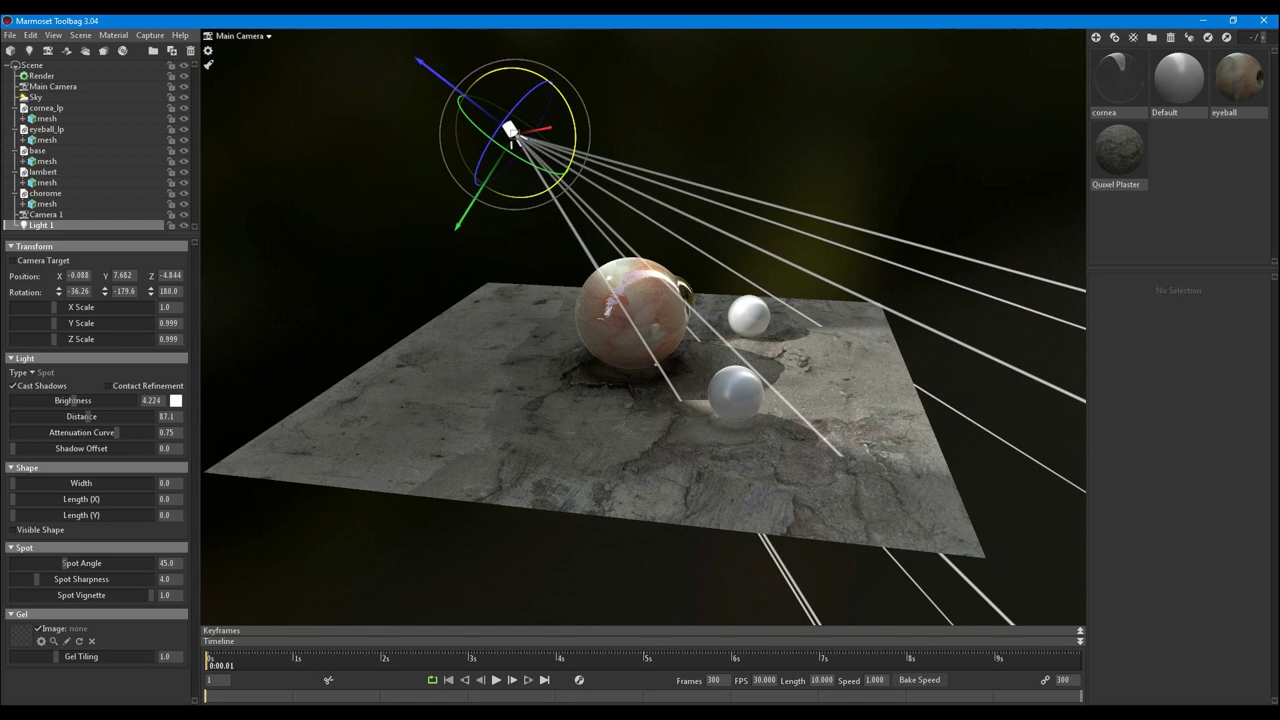 Marmoset Toolbag 3.04
File Edit View Scene Material Capture Help
Main Camera
- /
Scene
Render
Main Camera
Sky
cornea_lp
mesh
eyeball_lp
mesh
base
mesh
lambert
mesh
chorome
mesh
Camera 1
Light 1
Transform
Camera Target
Position: X -0.088 Y 7.682 Z -4.844
Rotation: -36.26 -179.6 180.0
X Scale 1.0
Y Scale 0.999
Z Scale 0.999
Light
Type Spot
Cast Shadows Contact Refinement
Brightness 4.224
Distance 87.1
Attenuation Curve 0.75
Shadow Offset 0.0
Shape
Width 0.0
Length (X) 0.0
Length (Y) 0.0
Visible Shape
Spot
Spot Angle 45.0
Spot Sharpness 4.0
Spot Vignette 1.0
Gel
Image: none
Gel Tiling 1.0
cornea Default eyeball
Quixel Plaster
No Selection
Keyframes
Timeline
0s 1s 2s 3s 4s 5s 6s 7s 8s 9s
0:00.01
1 Frames 300 FPS 30.000 Length 10.000 Speed 1.000 Bake Speed 300